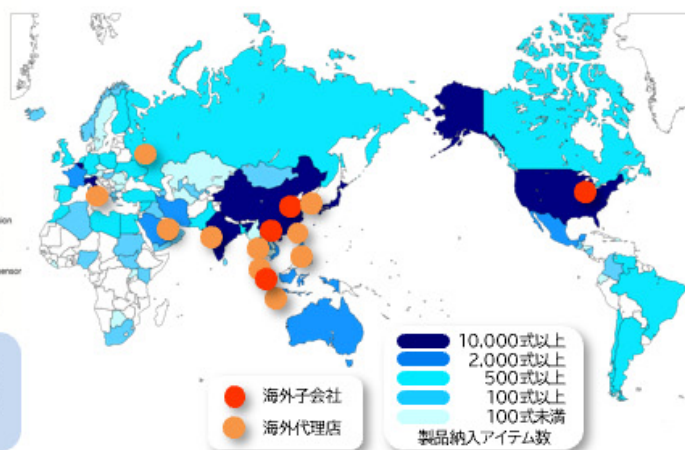 ensor
海外子会社
海外代理店
10,000式以上
2,000式以上
500式以上
100式以上
100式未満
製品納入アイテム数